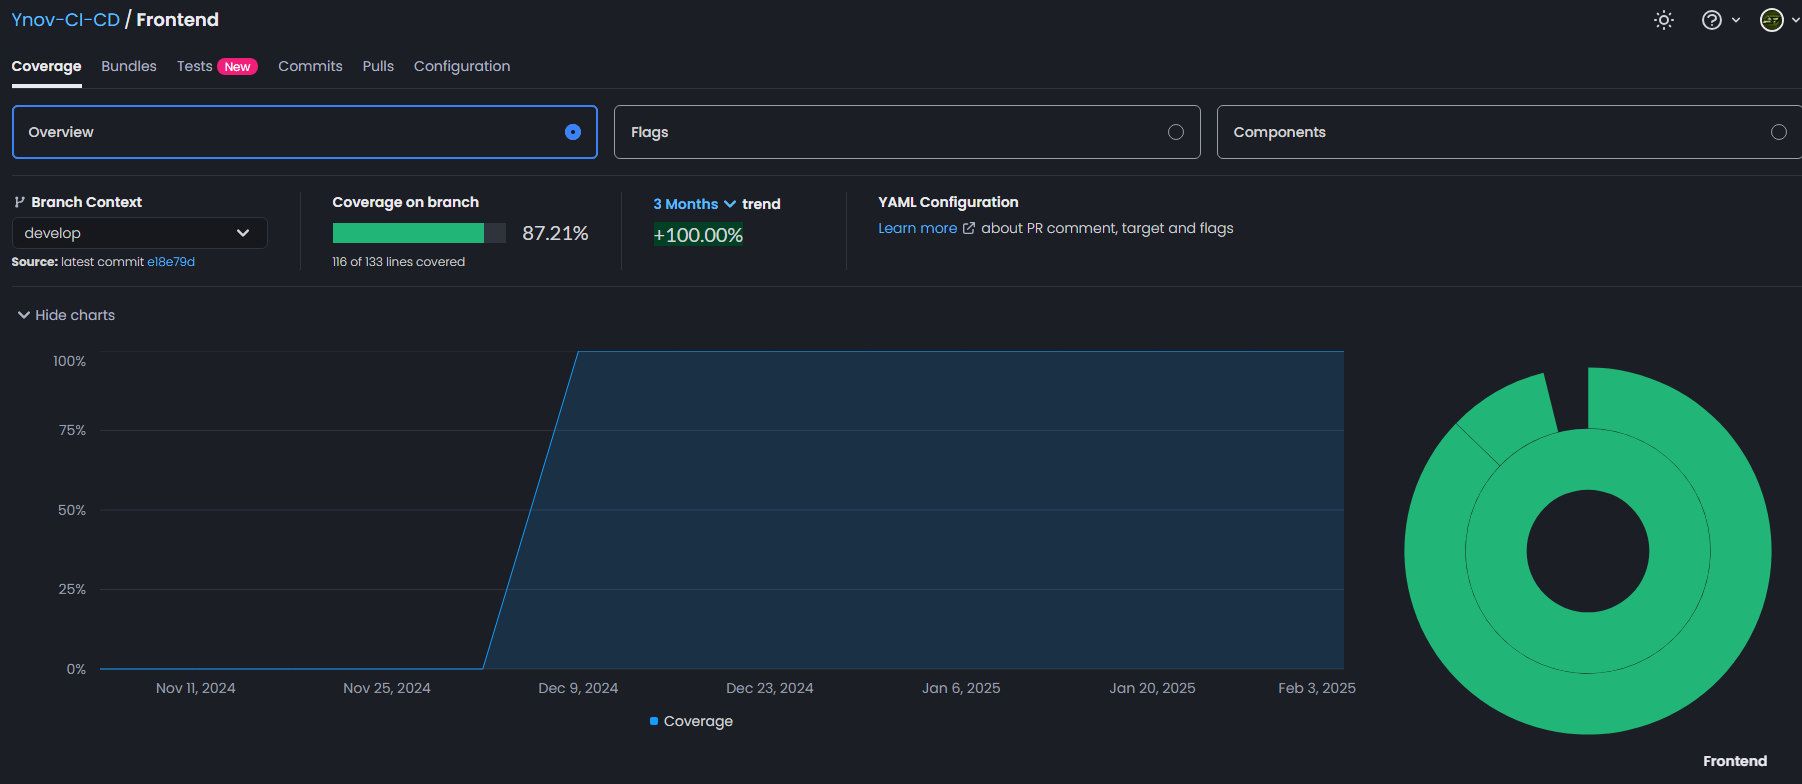 Ynov-CI-CD / Frontend
Coverage Bundles Tests New Commits Pulls Configuration
Overview
Flags
Components
Branch Context
develop
Source: latest commit e18e79d
Coverage on branch
87.21%
116 of 133 lines covered
3 Months trend
+100.00%
YAML Configuration
Learn more about PR comment, target and flags
Hide charts
100%
75%
50%
25%
0%
Nov 11, 2024 Nov 25, 2024 Dec 9, 2024 Dec 23, 2024 Jan 6, 2025 Jan 20, 2025 Feb 3, 2025
Coverage
Frontend